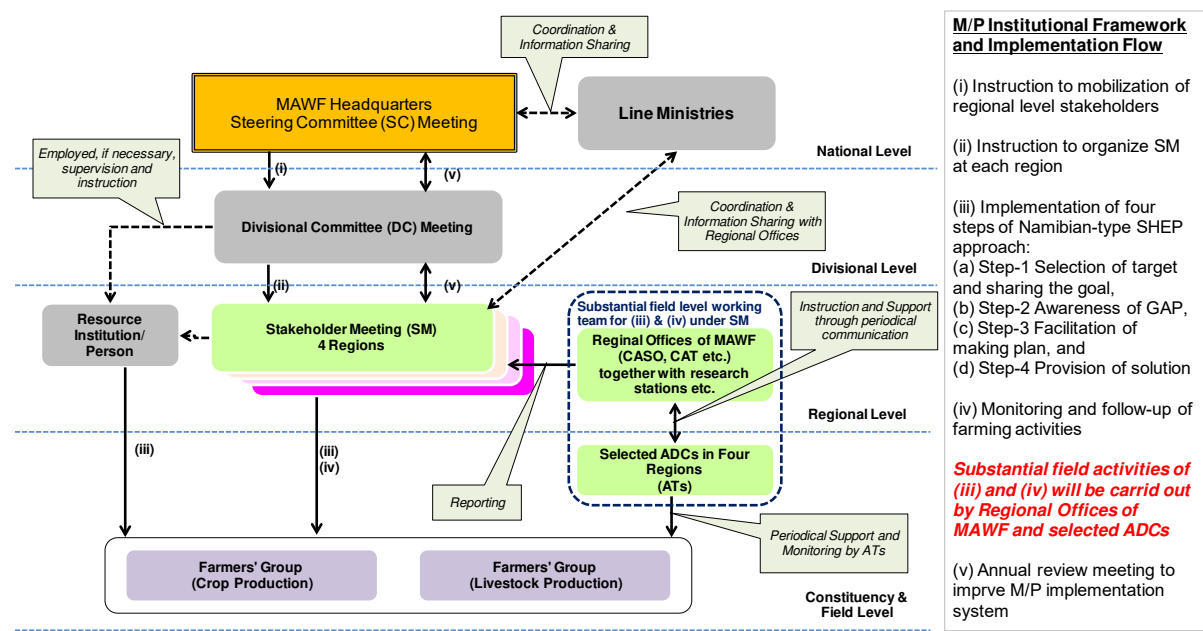 Coordination &
Information Sharing
MAWF Headquarters
Steering Committee (SC) Meeting
Line Ministries
Employed, if necessary,
supervision and
instruction
(i)
(v)
National Level
Divisional Committee (DC) Meeting
Coordination &
Information Sharing with
Regional Offices
(ii)
(v)
Divisional Level
Resource
Institution/
Person
Stakeholder Meeting (SM)
4 Regions
Substantial field level working
team for (iii) & (iv) under SM
Reginal Offices of MAWF
(CASO, CAT etc.)
together with research
stations etc.
Instruction and Support
through periodical
communication
Regional Level
(iii)
(iii)
(iv)
Selected ADCs in Four
Regions
(ATs)
Reporting
Periodical Support and
Monitoring by ATs
Farmers' Group
(Crop Production)
Farmers' Group
(Livestock Production)
Constituency &
Field Level
M/P Institutional Framework
and Implementation Flow
(i) Instruction to mobilization of
regional level stakeholders
(ii) Instruction to organize SM
at each region
(iii) Implementation of four
steps of Namibian-type SHEP
approach:
(a) Step-1 Selection of target
and sharing the goal,
(b) Step-2 Awareness of GAP,
(c) Step-3 Facilitation of
making plan, and
(d) Step-4 Provision of solution
(iv) Monitoring and follow-up of
farming activities
Substantial field activities of
(iii) and (iv) will be carrid out
by Regional Offices of
MAWF and selected ADCs
(v) Annual review meeting to
imprve M/P implementation
system